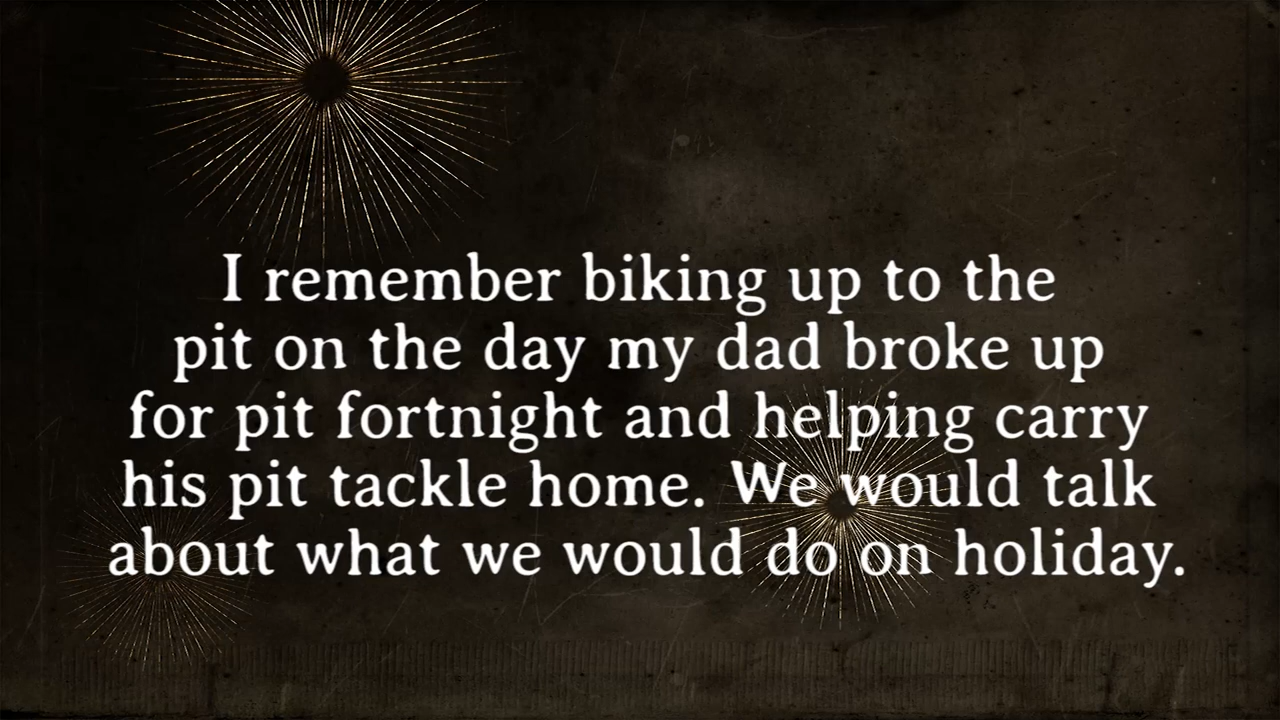 I remember biking up to the
pit on the day my dad broke up
for pit fortnight and helping carry
his pit tackle home. We would talk
about what we would do on holiday.